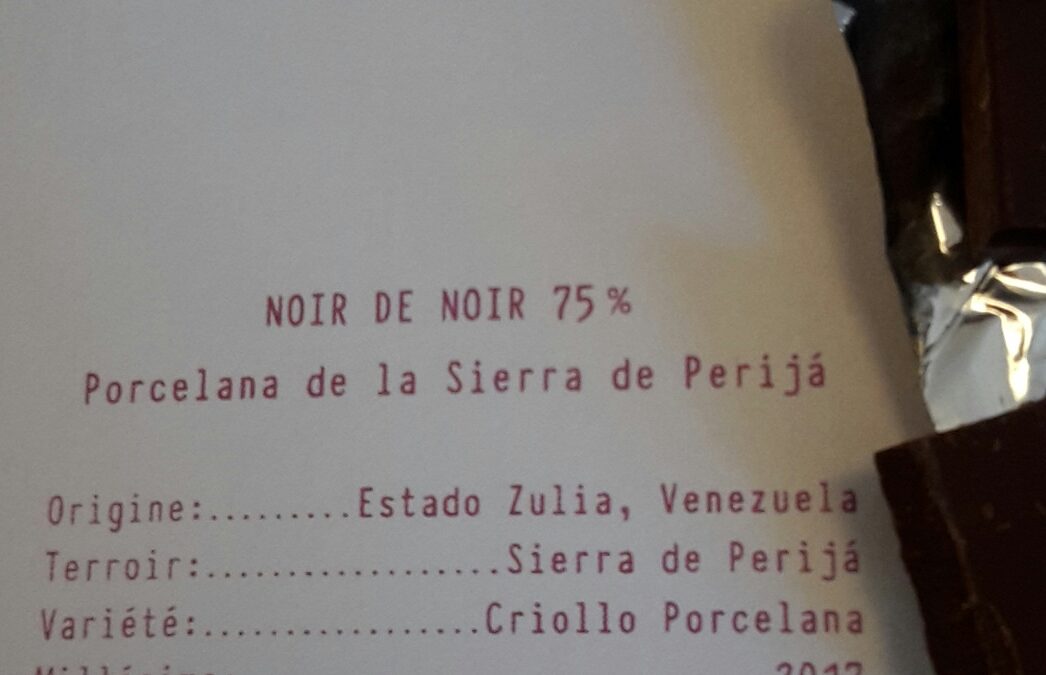 NOIR DE NOIR 75%
Porcelana de la Sierra de Perijá
Origine:.........Estado Zulia, Venezuela
Terroir:..................Sierra de Perijá
Variété:.................Criollo Porcelana